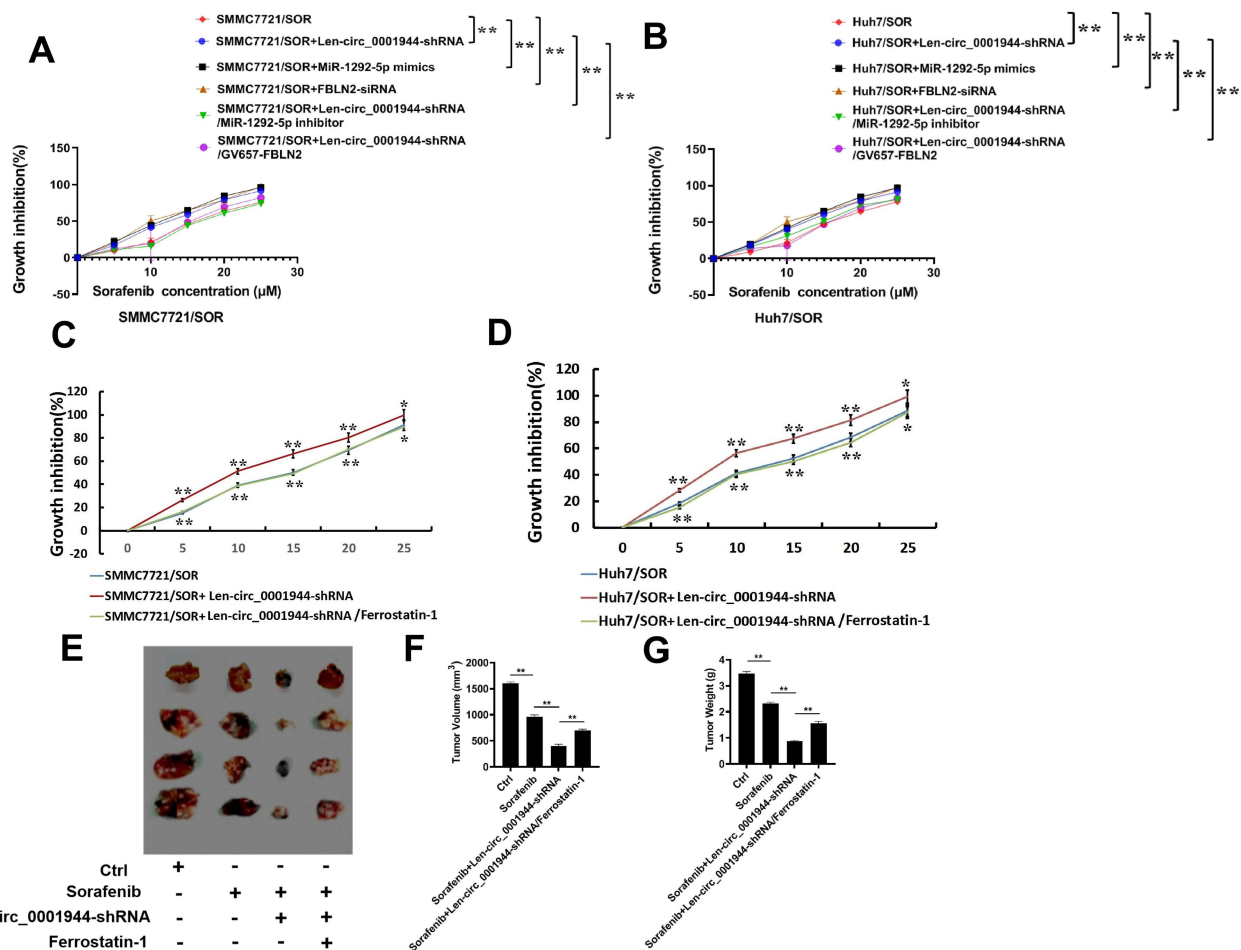 A
SMMC7721/SOR
SMMC7721/SOR+Len-circ_0001944-shRNA
SMMC7721/SOR+MiR-1292-5p mimics
SMMC7721/SOR+FBLN2-siRNA
SMMC7721/SOR+Len-circ_0001944-shRNA
/MiR-1292-5p inhibitor
SMMC7721/SOR+Len-circ_0001944-shRNA
/GV657-FBLN2
** ** ** ** **
Growth inhibition(%)
150
100
50
0
-50
10 20 30
Sorafenib concentration (μM)
SMMC7721/SOR
B
Huh7/SOR
Huh7/SOR+Len-circ_0001944-shRNA
Huh7/SOR+MiR-1292-5p mimics
Huh7/SOR+FBLN2-siRNA
Huh7/SOR+Len-circ_0001944-shRNA
/MiR-1292-5p inhibitor
Huh7/SOR+Len-circ_0001944-shRNA
/GV657-FBLN2
** ** ** ** **
Growth inhibition(%)
150
100
50
0
-50
10 20 30
Sorafenib concentration (μM)
Huh7/SOR
C
Growth inhibition(%)
120
100
80
60
40
20
0
-20
** ** ** ** *
** ** ** ** *
0 5 10 15 20 25
SMMC7721/SOR
SMMC7721/SOR+ Len-circ_0001944-shRNA
SMMC7721/SOR+ Len-circ_0001944-shRNA/Ferrostatin-1
D
Growth inhibition(%)
120
100
80
60
40
20
0
** ** ** ** *
** ** ** ** *
0 5 10 15 20 25
Huh7/SOR
Huh7/SOR+Len-circ_0001944-shRNA
Huh7/SOR+Len-circ_0001944-shRNA/Ferrostatin-1
E
Ctrl + - - -
Sorafenib - + + +
irc_0001944-shRNA - - + +
Ferrostatin-1 - - - +
F
Tumor Volume (mm3)
2000
1500
1000
500
0
** ** **
Ctrl
Sorafenib
Sorafenib+Len-circ_0001944-shRNA
Sorafenib+Len-circ_0001944-shRNA/Ferrostatin-1
G
Tumor Weight (g)
4
3
2
1
0
** ** **
Ctrl
Sorafenib
Sorafenib+Len-circ_0001944-shRNA
Sorafenib+Len-circ_0001944-shRNA/Ferrostatin-1